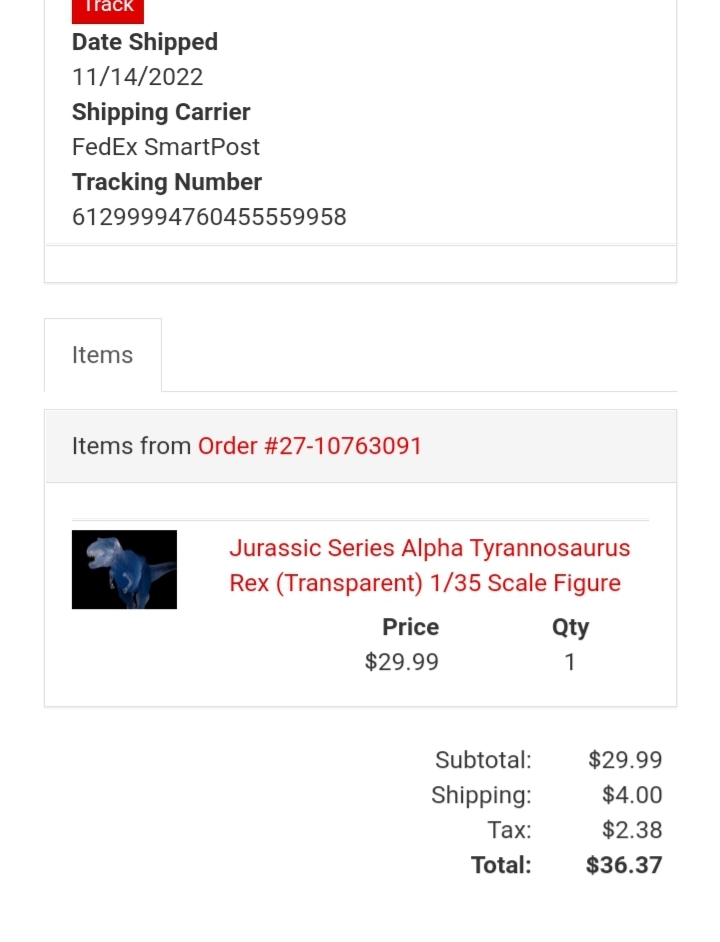 Track
Date Shipped
11/14/2022
Shipping Carrier
FedEx SmartPost
Tracking Number
61299994760455559958
Items
Items from Order #27-10763091
Jurassic Series Alpha Tyrannosaurus
Rex (Transparent) 1/35 Scale Figure
Price Qty
$29.99 1
Subtotal: $29.99
Shipping: $4.00
Tax: $2.38
Total: $36.37